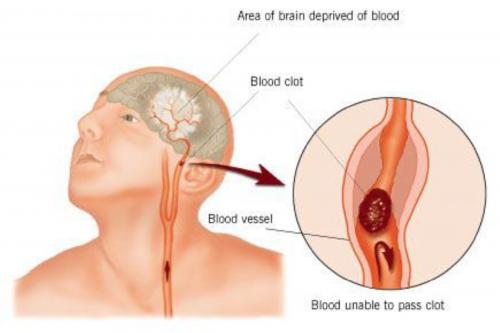 Area of brain deprived of blood
Blood clot
Blood vessel
Blood unable to pass clot